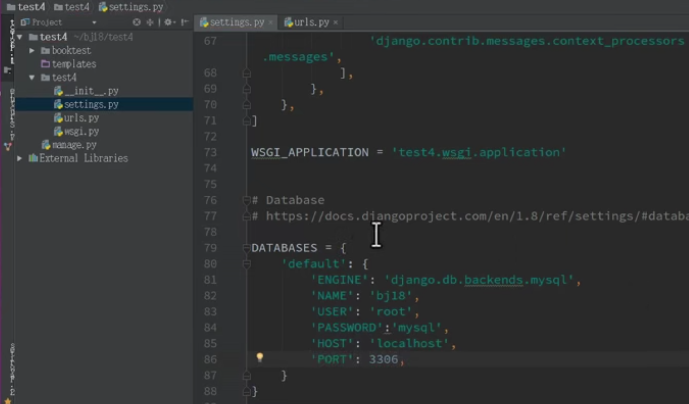 test4 test4 settings.py
Project
settings.py × urls.py ×
test4 ~/bj18/test4
booktest
templates
test4
__init__.py
settings.py
urls.py
wsgi.py
manage.py
External Libraries
67 'django.contrib.messages.context_processors
.messages',
68 ],
69 },
70 },
71 ]
72
73 WSGI_APPLICATION = 'test4.wsgi.application'
74
75
76 # Database
77 # https://docs.djangoproject.com/en/1.8/ref/settings/#databa
78
79 DATABASES = {
80 'default': {
81 'ENGINE': 'django.db.backends.mysql',
82 'NAME': 'bj18',
83 'USER': 'root',
84 'PASSWORD':'mysql',
85 'HOST': 'localhost',
86 'PORT': 3306,
87 }
88 }